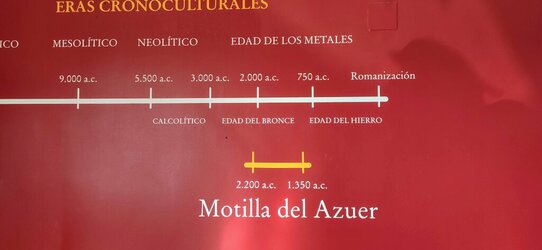 ERAS CRONOCULTURALES
ICO MESOLÍTICO NEOLÍTICO EDAD DE LOS METALES
9.000 a.c. 5.500 a.c. 3.000 a.c. 2.000 a.c. 750 a.c. Romanización
CALCOLÍTICO EDAD DEL BRONCE EDAD DEL HIERRO
2.200 a.c. 1.350 a.c.
Motilla del Azuer